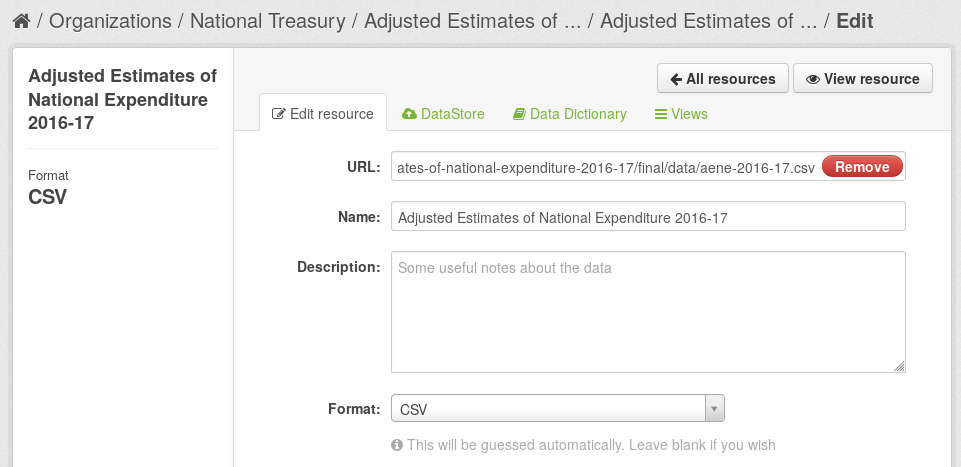 / Organizations / National Treasury / Adjusted Estimates of ... / Adjusted Estimates of ... / Edit
Adjusted Estimates of
National Expenditure
2016-17
Format
CSV
All resources
View resource
Edit resource
DataStore
Data Dictionary
Views
URL: ates-of-national-expenditure-2016-17/final/data/aene-2016-17.csv Remove
Name: Adjusted Estimates of National Expenditure 2016-17
Description: Some useful notes about the data
Format: CSV
This will be guessed automatically. Leave blank if you wish